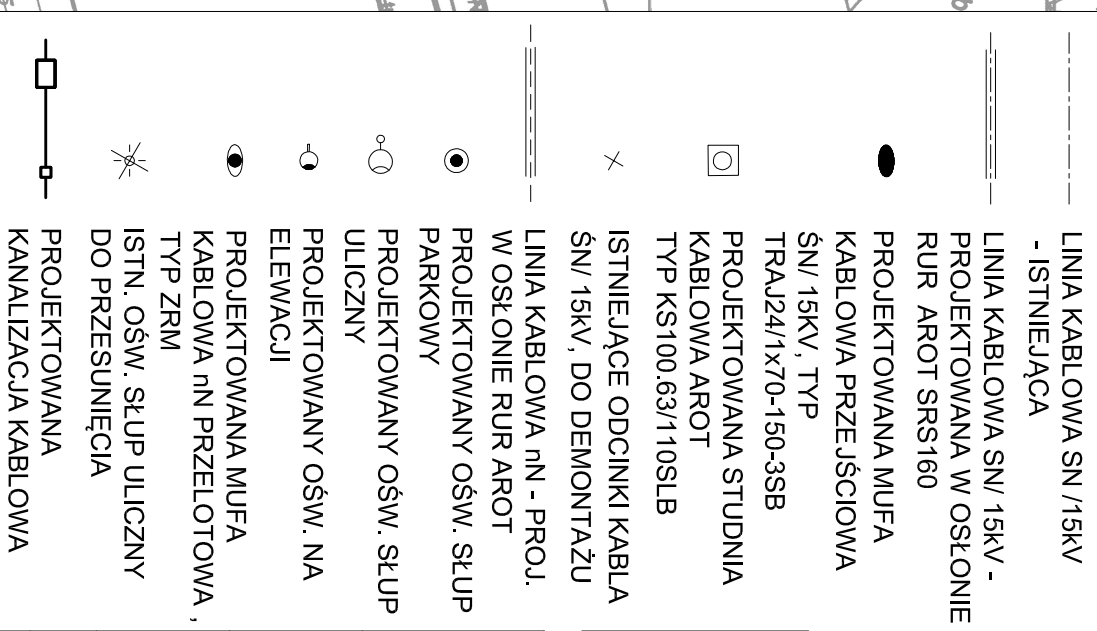 LINIA KABLOWA SN /15kV
- ISTNIEJĄCA
LINIA KABLOWA SN/ 15kV -
PROJEKTOWANA W OSŁONIE
RUR AROT SRS160
PROJEKTOWANA MUFA
KABLOWA PRZEJŚCIOWA
ŚN/ 15KV, TYP
TRAJ24/1x70-150-3SB
PROJEKTOWANA STUDNIA
KABLOWA AROT
TYP KS100.63/110SLB
ISTNIEJĄCE ODCINKI KABLA
ŚN/ 15kV, DO DEMONTAŻU
LINIA KABLOWA nN - PROJ.
W OSŁONIE RUR AROT
PROJEKTOWANY OŚW. SŁUP
PARKOWY
PROJEKTOWANY OŚW. SŁUP
ULICZNY
PROJEKTOWANY OŚW. NA
ELEWACJI
PROJEKTOWANA MUFA
KABLOWA nN PRZELOTOWA ,
TYP ZRM
ISTN. OŚW. SŁUP ULICZNY
DO PRZESUNIĘCIA
PROJEKTOWANA
KANALIZACJA KABLOWA